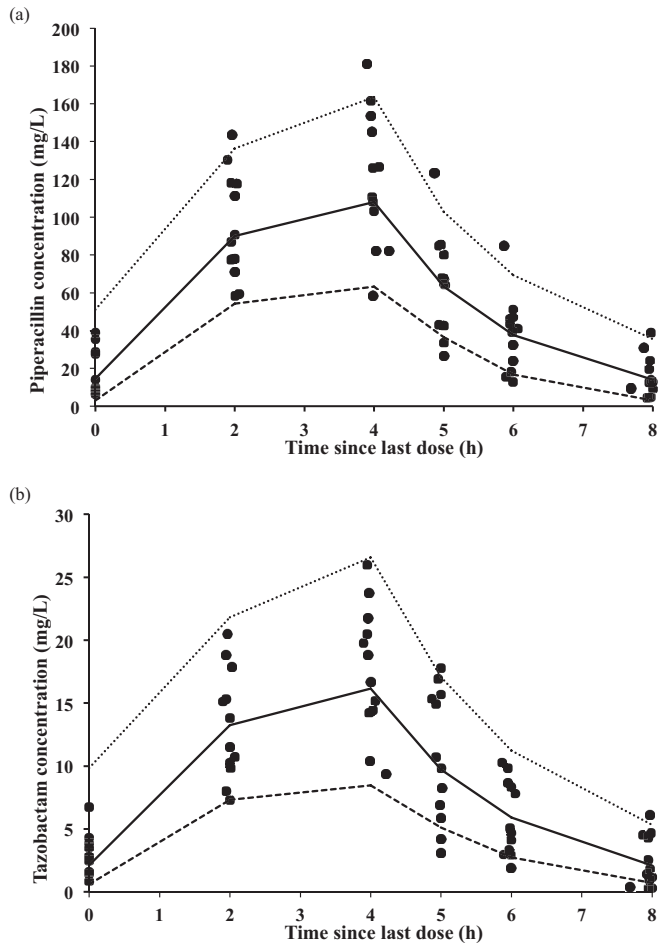 (a)
Piperacillin concentration (mg/L)
200
180
160
140
120
100
80
60
40
20
0
0 1 2 3 4 5 6 7 8
Time since last dose (h)
(b)
Tazobactam concentration (mg/L)
30
25
20
15
10
5
0
0 1 2 3 4 5 6 7 8
Time since last dose (h)